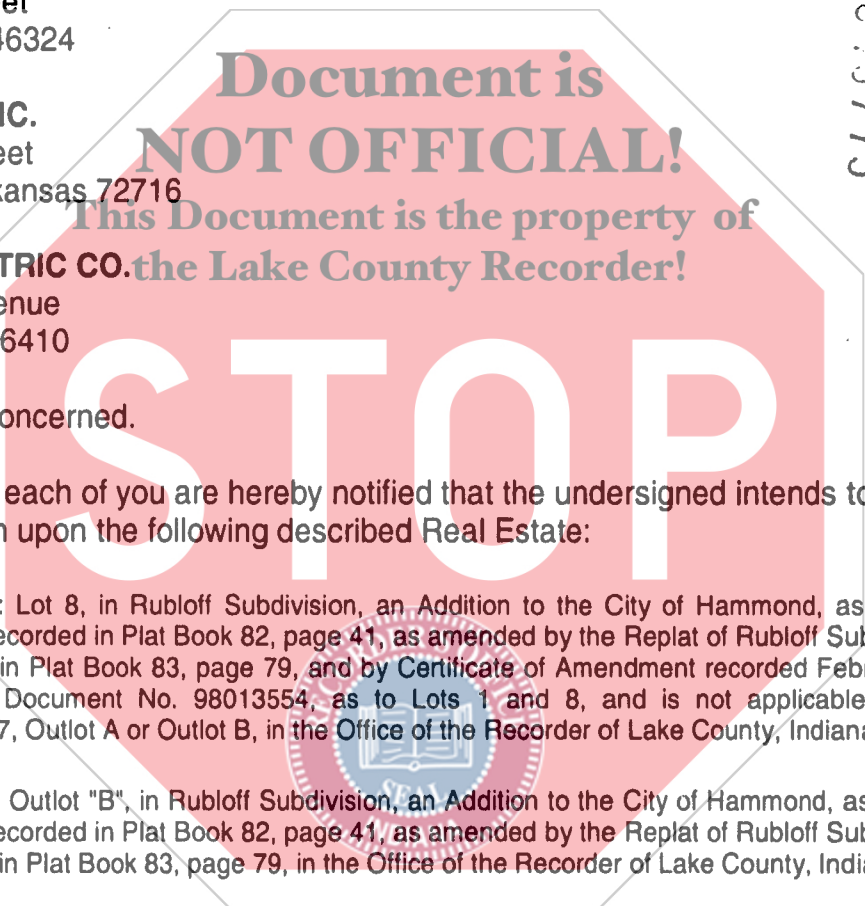 et
46324
Document is
IC.
NOT OFFICIAL!
eet
kansas 72716
This Document is the property of
TRIC CO.
the Lake County Recorder!
enue
6410
STOP
oncerned.
each of you are hereby notified that the undersigned intends to
n upon the following described Real Estate:
: Lot 8, in Rubloff Subdivision, an Addition to the City of Hammond, as
ecorded in Plat Book 82, page 41, as amended by the Replat of Rubloff Sub
in Plat Book 83, page 79, and by Certificate of Amendment recorded Feb
Document No. 98013554, as to Lots 1 and 8, and is not applicable
7, Outlot A or Outlot B, in the Office of the Recorder of Lake County, Indiana
Outlot "B", in Rubloff Subdivision, an Addition to the City of Hammond, as
ecorded in Plat Book 82, page 41, as amended by the Replat of Rubloff Sub
in Plat Book 83, page 79, in the Office of the Recorder of Lake County, India
SEAL